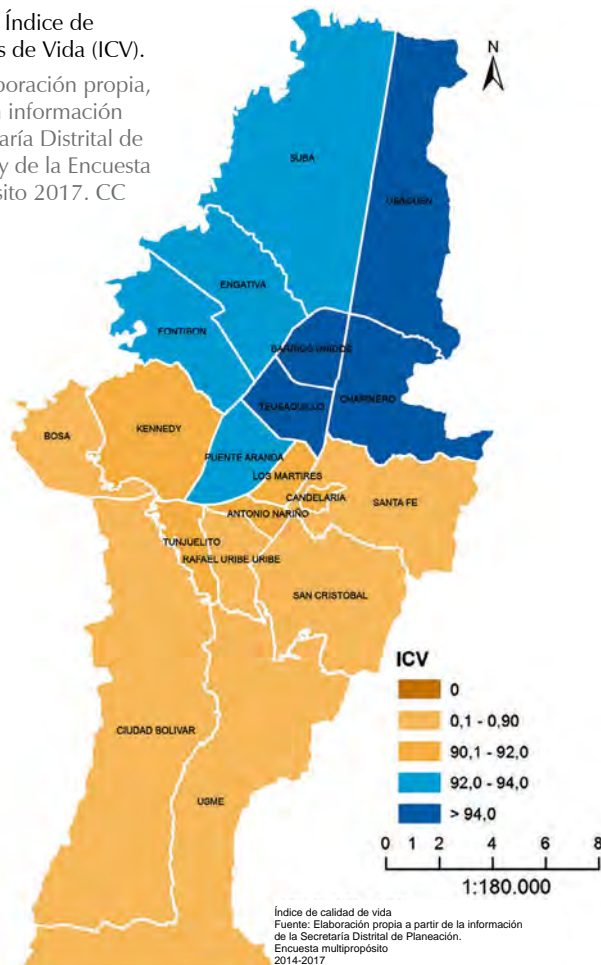 Índice de
s de Vida (ICV).
boración propia,
información
aría Distrital de
y de la Encuesta
sito 2017. CC
N
SUBA
USAQUEN
ENGATIVA
FONTIBON
BARRIOS UNIDOS
TEUSAQUILLO
CHAPINERO
BOSA
KENNEDY
PUENTE ARANDA
LOS MARTIRES
CANDELARIA
SANTA FE
ANTONIO NARIÑO
TUNJUELITO
RAFAEL URIBE URIBE
SAN CRISTOBAL
CIUDAD BOLIVAR
USME
ICV
0
0,1 - 0,90
90,1 - 92,0
92,0 - 94,0
> 94,0
0 1 2 4 6 8
1:180.000
Índice de calidad de vida
Fuente: Elaboración propia a partir de la información
de la Secretaría Distrital de Planeación.
Encuesta multipropósito
2014-2017